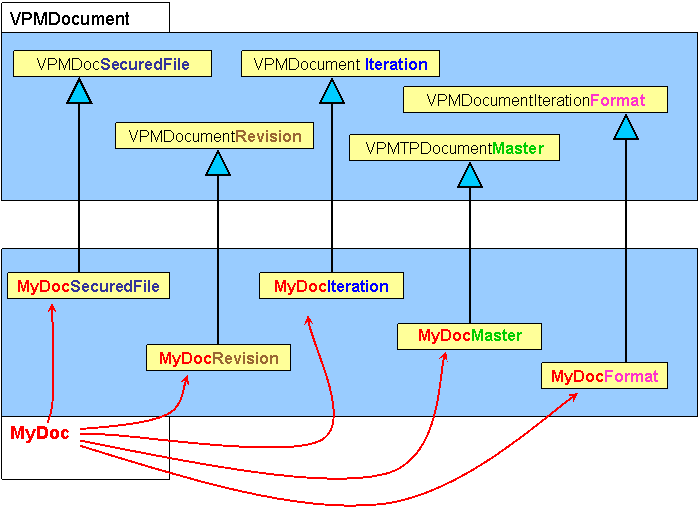 VPMDocument
VPMDocSecuredFile
VPMDocument Iteration
VPMDocumentIterationFormat
VPMDocumentRevision
VPMTPDocumentMaster
MyDocSecuredFile
MyDocIteration
MyDocMaster
MyDocRevision
MyDocFormat
MyDoc